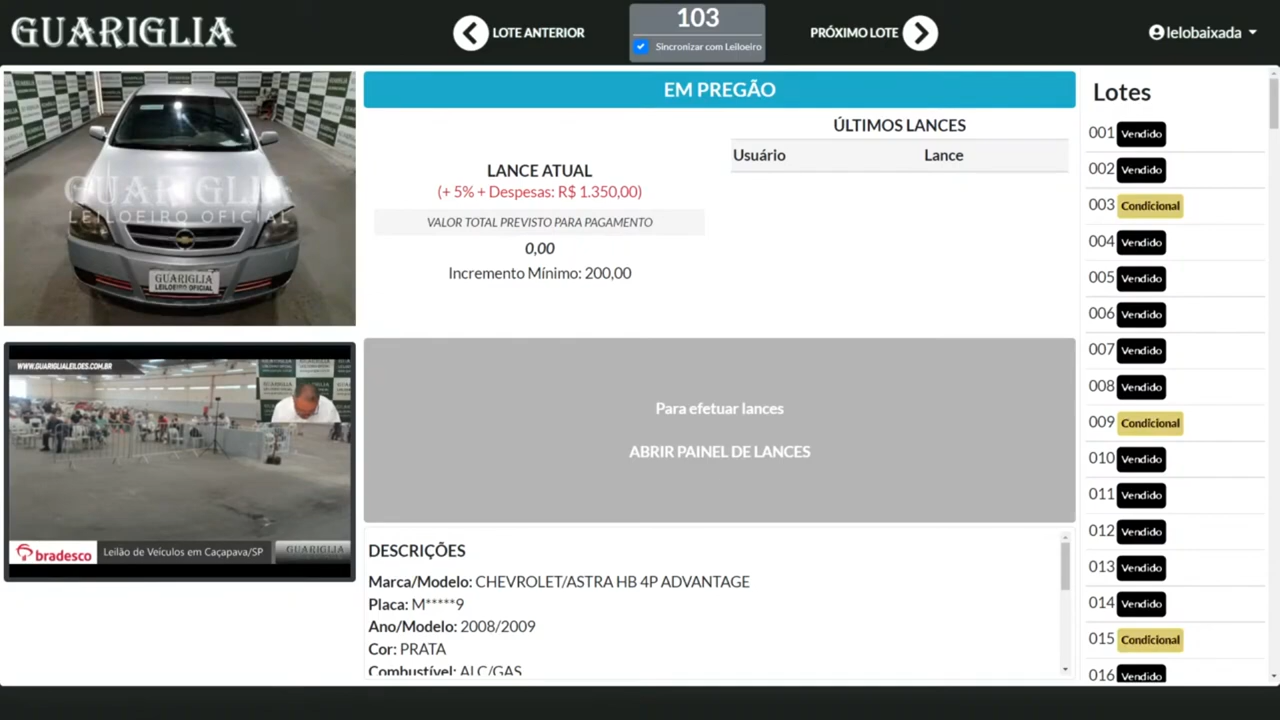 GUARIGLIA
LOTE ANTERIOR
103
Sincronizar com Leiloeiro
PRÓXIMO LOTE
lelobaixada
GUARIGLIA
LEILOEIRO OFICIAL
GUARIGLIA
LEILOEIRO OFICIAL
EM PREGÃO
LANCE ATUAL
(+ 5% + Despesas: R$ 1.350,00)
VALOR TOTAL PREVISTO PARA PAGAMENTO
0,00
Incremento Mínimo: 200,00
ÚLTIMOS LANCES
Usuário Lance
WWW.GUARIGLIALEILOES.COM.BR
bradesco
Leilão de Veículos em Caçapava/SP
GUARIGLIA
Para efetuar lances
ABRIR PAINEL DE LANCES
DESCRIÇÕES
Marca/Modelo: CHEVROLET/ASTRA HB 4P ADVANTAGE
Placa: M*****9
Ano/Modelo: 2008/2009
Cor: PRATA
Combustível: ALC/GAS
Lotes
001 Vendido
002 Vendido
003 Condicional
004 Vendido
005 Vendido
006 Vendido
007 Vendido
008 Vendido
009 Condicional
010 Vendido
011 Vendido
012 Vendido
013 Vendido
014 Vendido
015 Condicional
016 Vendido